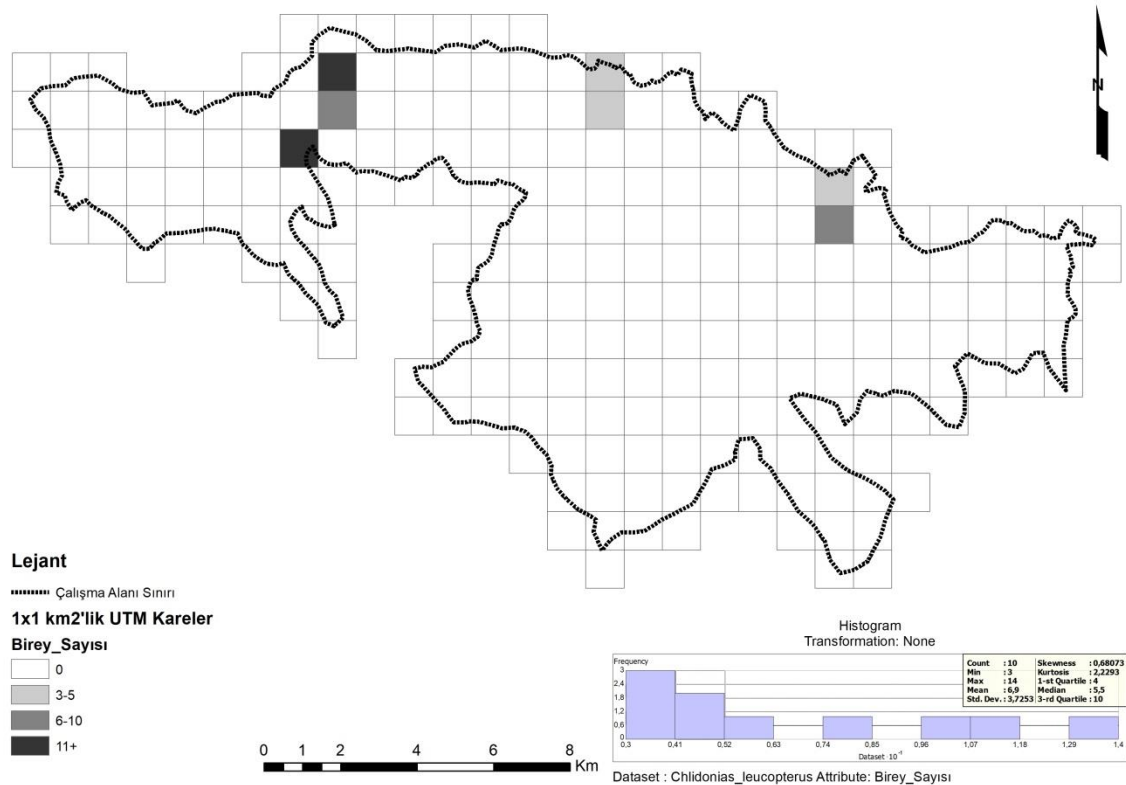 N
Lejant
Çalışma Alanı Sınırı
1x1 km2'lik UTM Kareler
Birey_Sayısı
0
3-5
6-10
11+
0 1 2 4 6 8
Km
Histogram
Transformation: None
Frequency
3
2,4
1,8
1,2
0,6
0
0,3 0,41 0,52 0,63 0,74 0,85 0,96 1,07 1,18 1,29 1,4
Dataset · 10⁻¹
Count : 10 Skewness : 0,68073
Min : 3 Kurtosis : 2,2293
Max : 14 1-st Quartile : 4
Mean : 6,9 Median : 5,5
Std. Dev. : 3,7253 3-rd Quartile : 10
Dataset : Chlidonias_leucopterus Attribute: Birey_Sayısı